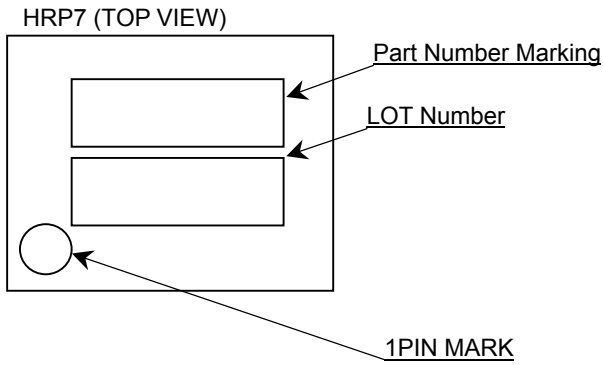 HRP7 (TOP VIEW)
Part Number Marking
LOT Number
1PIN MARK